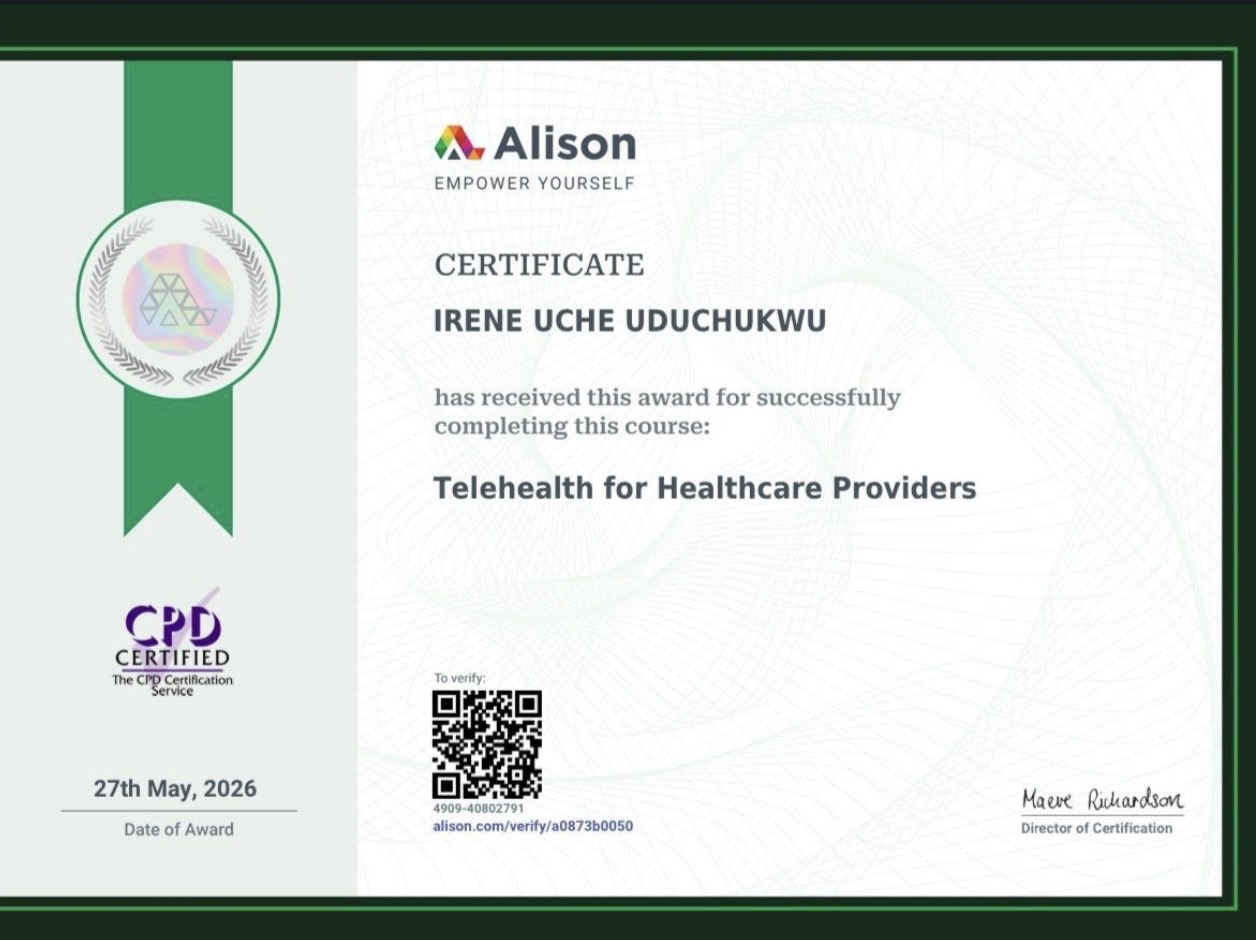 Alison
EMPOWER YOURSELF
CERTIFICATE
IRENE UCHE UDUCHUKWU
has received this award for successfully
completing this course:
Telehealth for Healthcare Providers
CPD
CERTIFIED
The CPD Certification
Service
27th May, 2026
Date of Award
To verify:
4909-40802791
alison.com/verify/a0873b0050
Maeve Richardson
Director of Certification